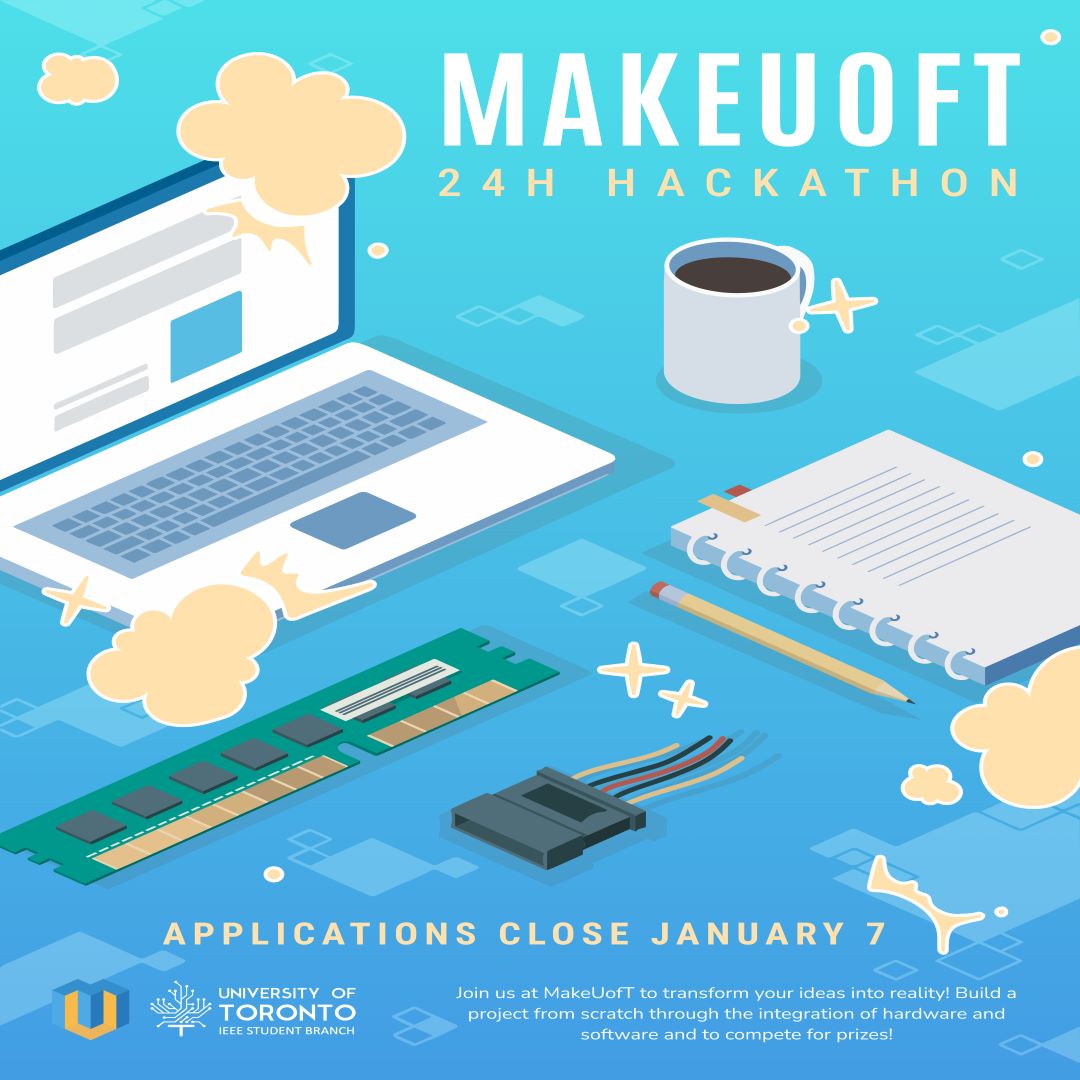 MAKEUOFT
24H HACKATHON
APPLICATIONS CLOSE JANUARY 7
UNIVERSITY OF
TORONTO
IEEE STUDENT BRANCH
Join us at MakeUofT to transform your ideas into reality! Build a
project from scratch through the integration of hardware and
software and to compete for prizes!